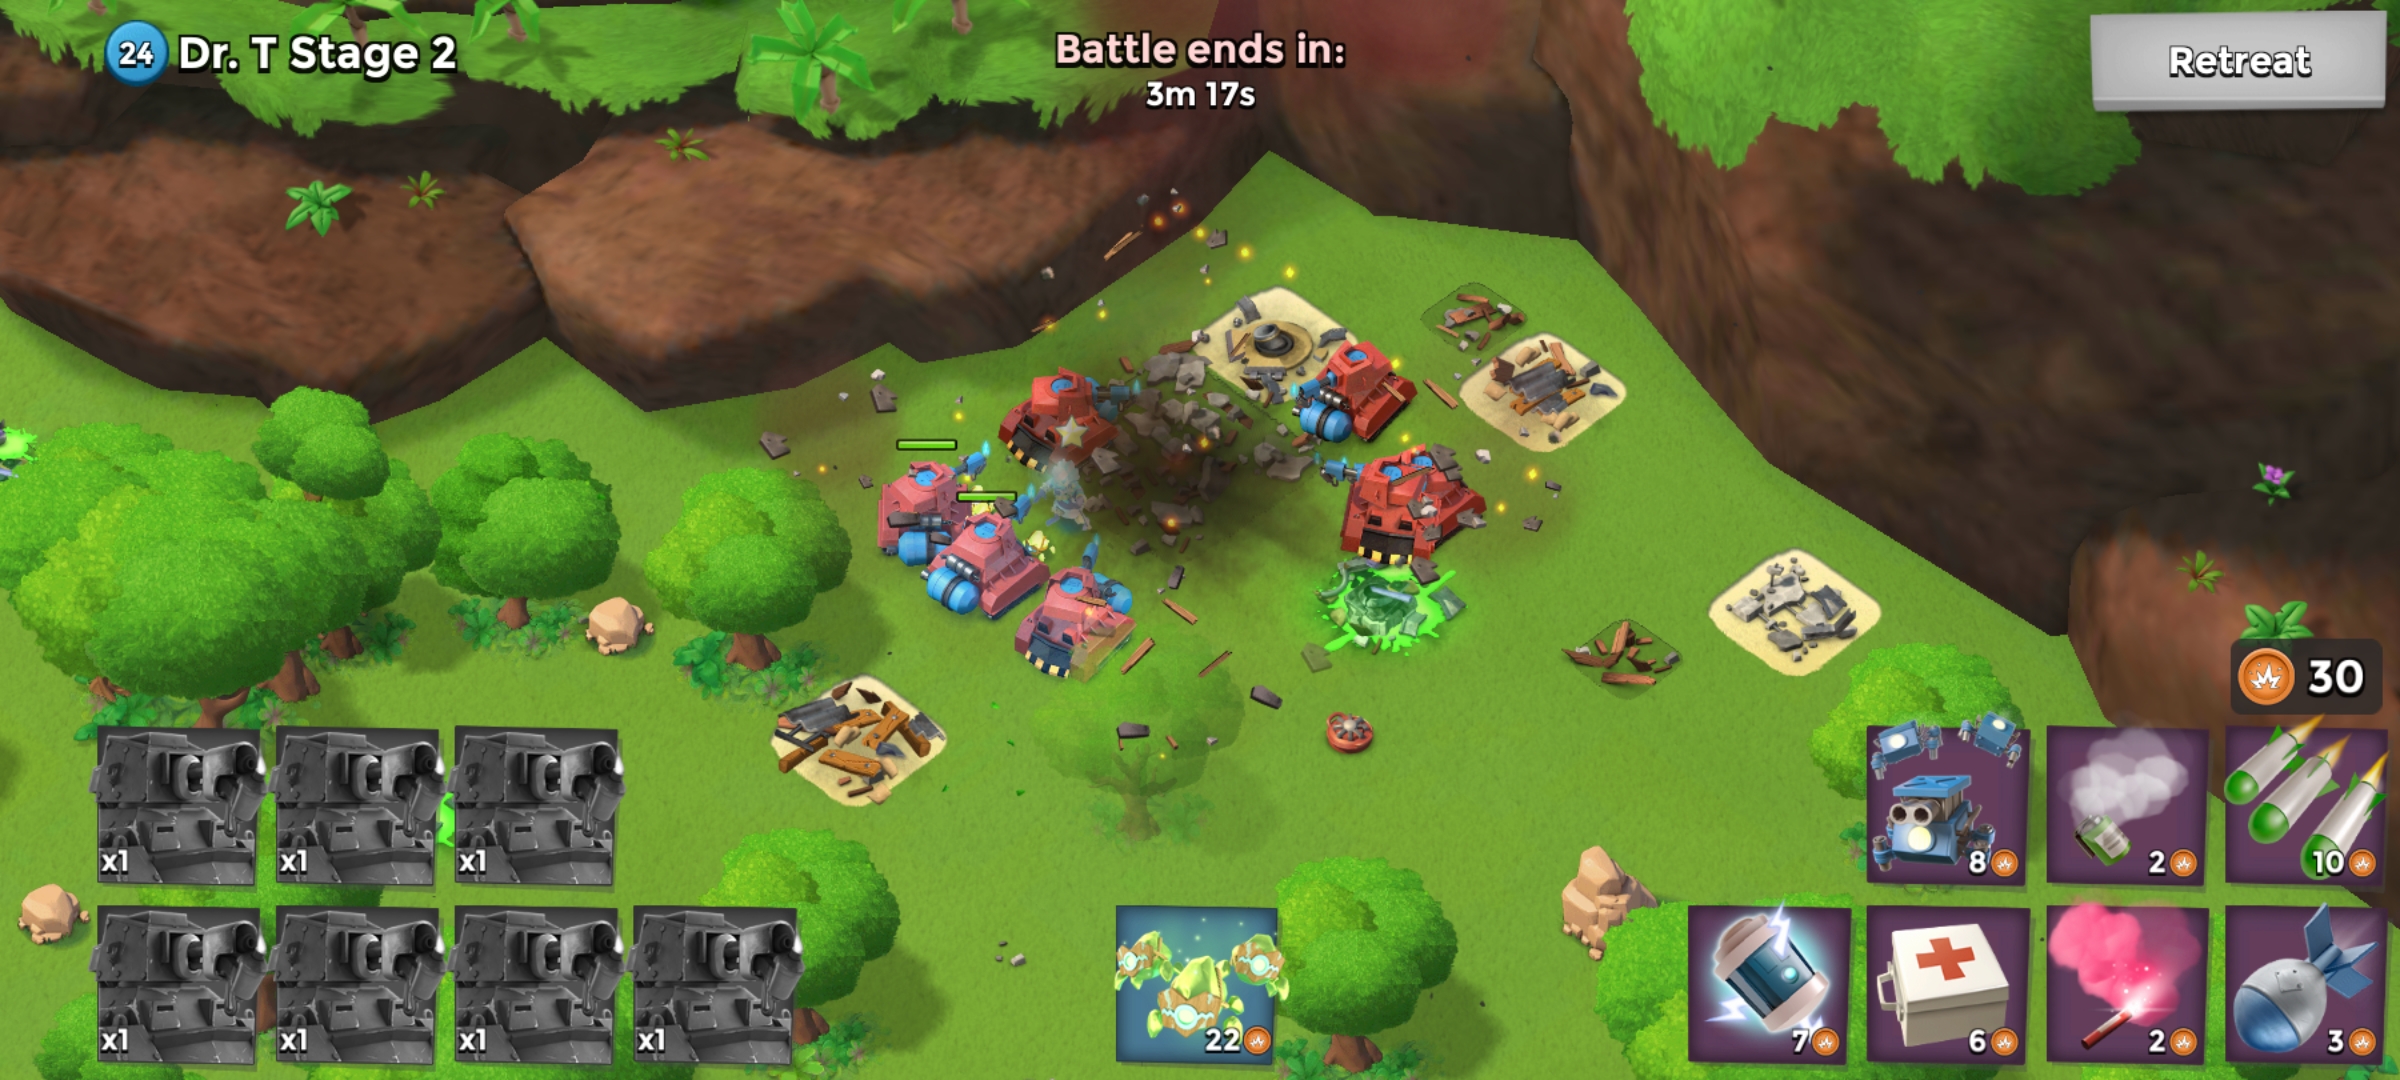 24 Dr. T Stage 2
Battle ends in:
3m 17s
Retreat
30
x1 x1 x1
8 2 10
x1 x1 x1 x1
22
7 6 2 3